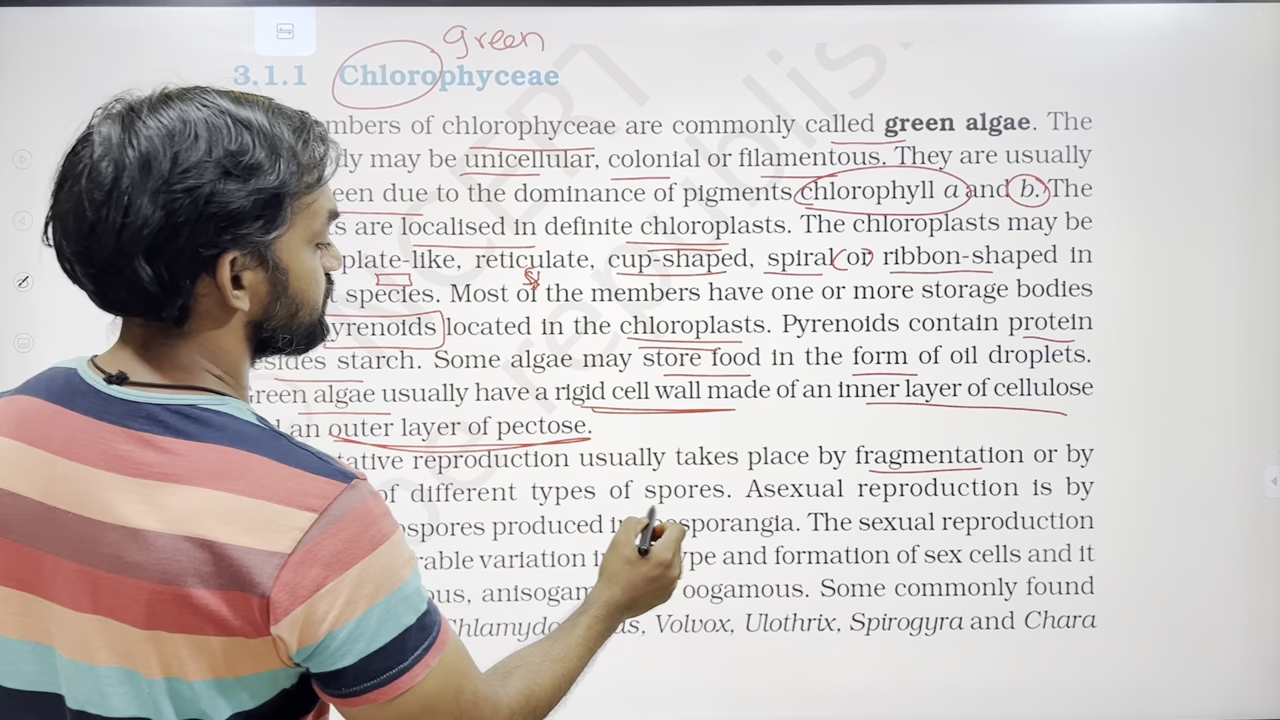 green
3.1.1 Chlorophyceae
mbers of chlorophyceae are commonly called green algae. The
dy may be unicellular, colonial or filamentous. They are usually
een due to the dominance of pigments chlorophyll a and b. The
ts are localised in definite chloroplasts. The chloroplasts may be
plate-like, reticulate, cup-shaped, spiral or ribbon-shaped in
t species. Most of the members have one or more storage bodies
yrenoids located in the chloroplasts. Pyrenoids contain protein
esides starch. Some algae may store food in the form of oil droplets.
reen algae usually have a rigid cell wall made of an inner layer of cellulose
d an outer layer of pectose.
tative reproduction usually takes place by fragmentation or by
of different types of spores. Asexual reproduction is by
ospores produced in osporangia. The sexual reproduction
rable variation in ype and formation of sex cells and it
ous, anisogam oogamous. Some commonly found
Chlamydo as, Volvox, Ulothrix, Spirogyra and Chara